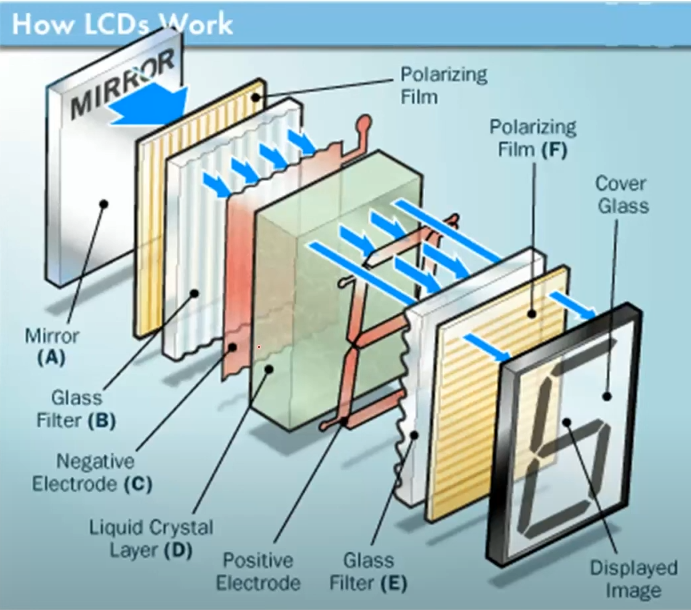 How LCDs Work
MIRROR
Polarizing
Film
Polarizing
Film (F)
Cover
Glass
Mirror
(A)
Glass
Filter (B)
Negative
Electrode (C)
Liquid Crystal
Layer (D)
Positive
Electrode
Glass
Filter (E)
Displayed
Image